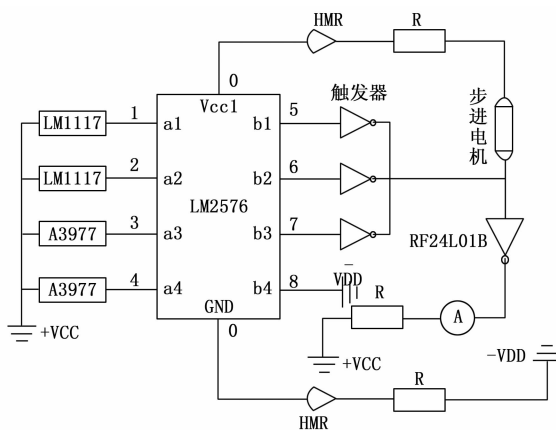 HMR
R
0
Vcc1
触发器
步进电机
LM1117
1
a1
b1
5
LM1117
2
a2
b2
6
LM2576
A3977
3
a3
b3
7
RF24L01B
A3977
4
a4
b4
8
-
VDD
R
A
GND
0
+VCC
+VCC
-VDD
R
HMR